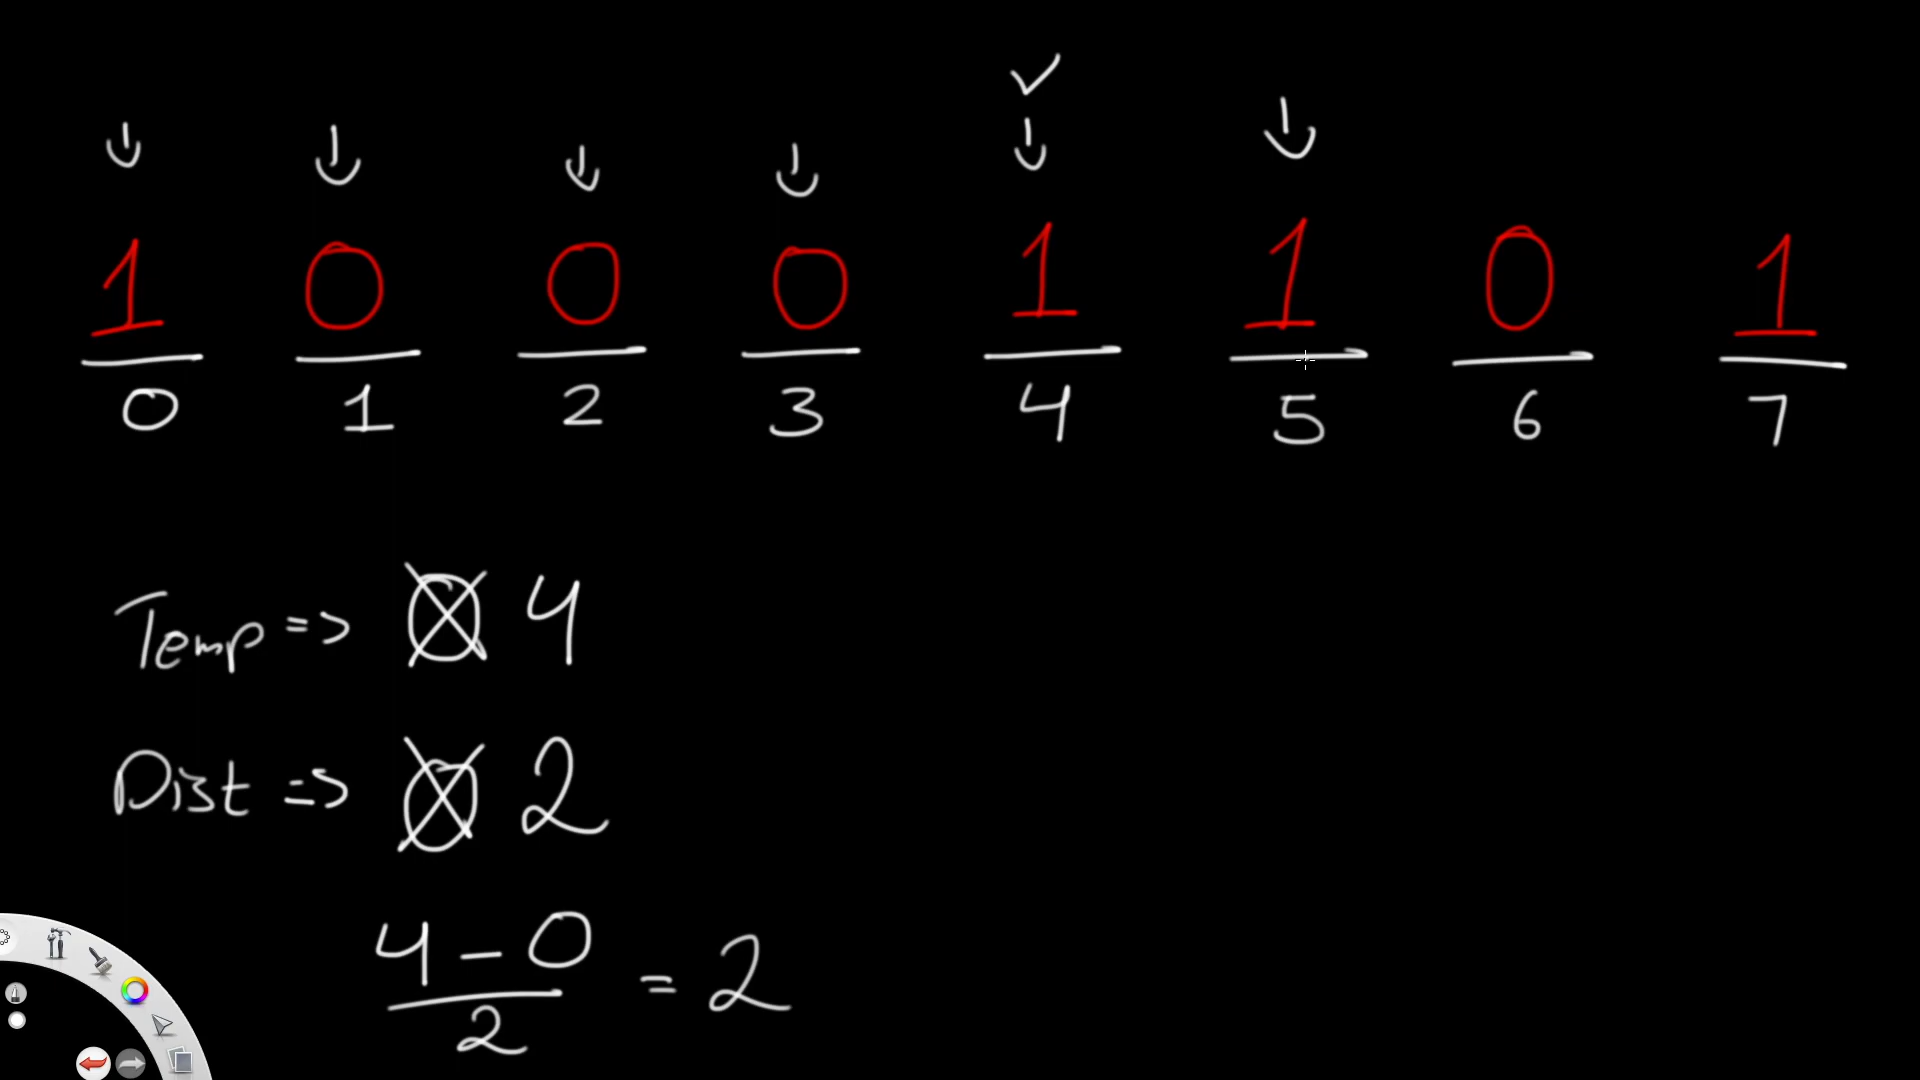 1 0 0 0 1 1 0 1
0 1 2 3 4 5 6 7
Temp => 0 4
Dist => 0 2
4 - 0
= 2
2